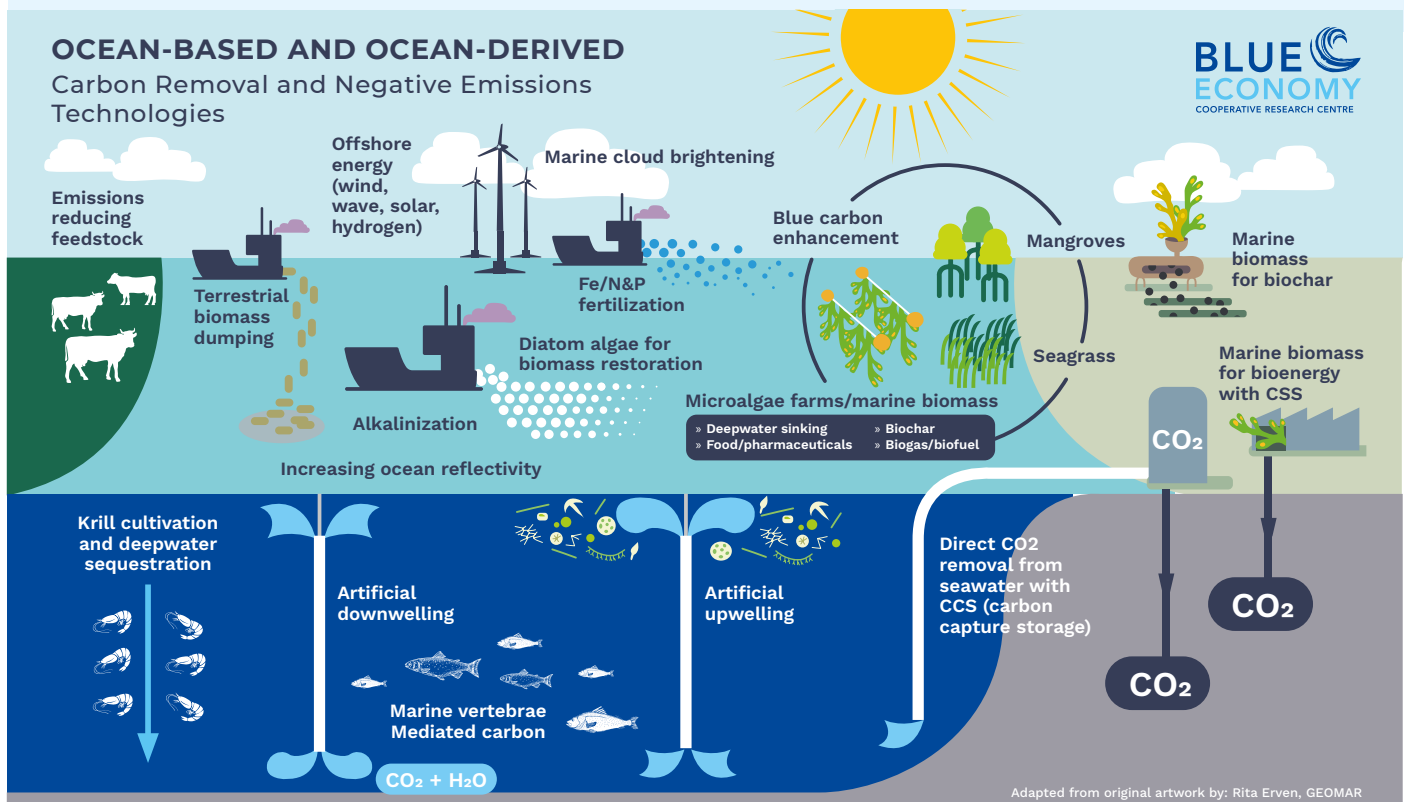 OCEAN-BASED AND OCEAN-DERIVED
Carbon Removal and Negative Emissions
Technologies
BLUE
ECONOMY
COOPERATIVE RESEARCH CENTRE
Emissions
reducing
feedstock
Offshore
energy
(wind,
wave, solar,
hydrogen)
Marine cloud brightening
Blue carbon
enhancement
Mangroves
Marine
biomass
for biochar
Terrestrial
biomass
dumping
Fe/N&P
fertilization
Diatom algae for
biomass restoration
Seagrass
Marine biomass
for bioenergy
with CSS
Alkalinization
Microalgae farms/marine biomass
» Deepwater sinking
» Food/pharmaceuticals
» Biochar
» Biogas/biofuel
CO₂
Increasing ocean reflectivity
Krill cultivation
and deepwater
sequestration
Artificial
downwelling
Artificial
upwelling
Direct CO2
removal from
seawater with
CCS (carbon
capture storage)
CO₂
CO₂
Marine vertebrae
Mediated carbon
CO₂ + H₂O
Adapted from original artwork by: Rita Erven, GEOMAR